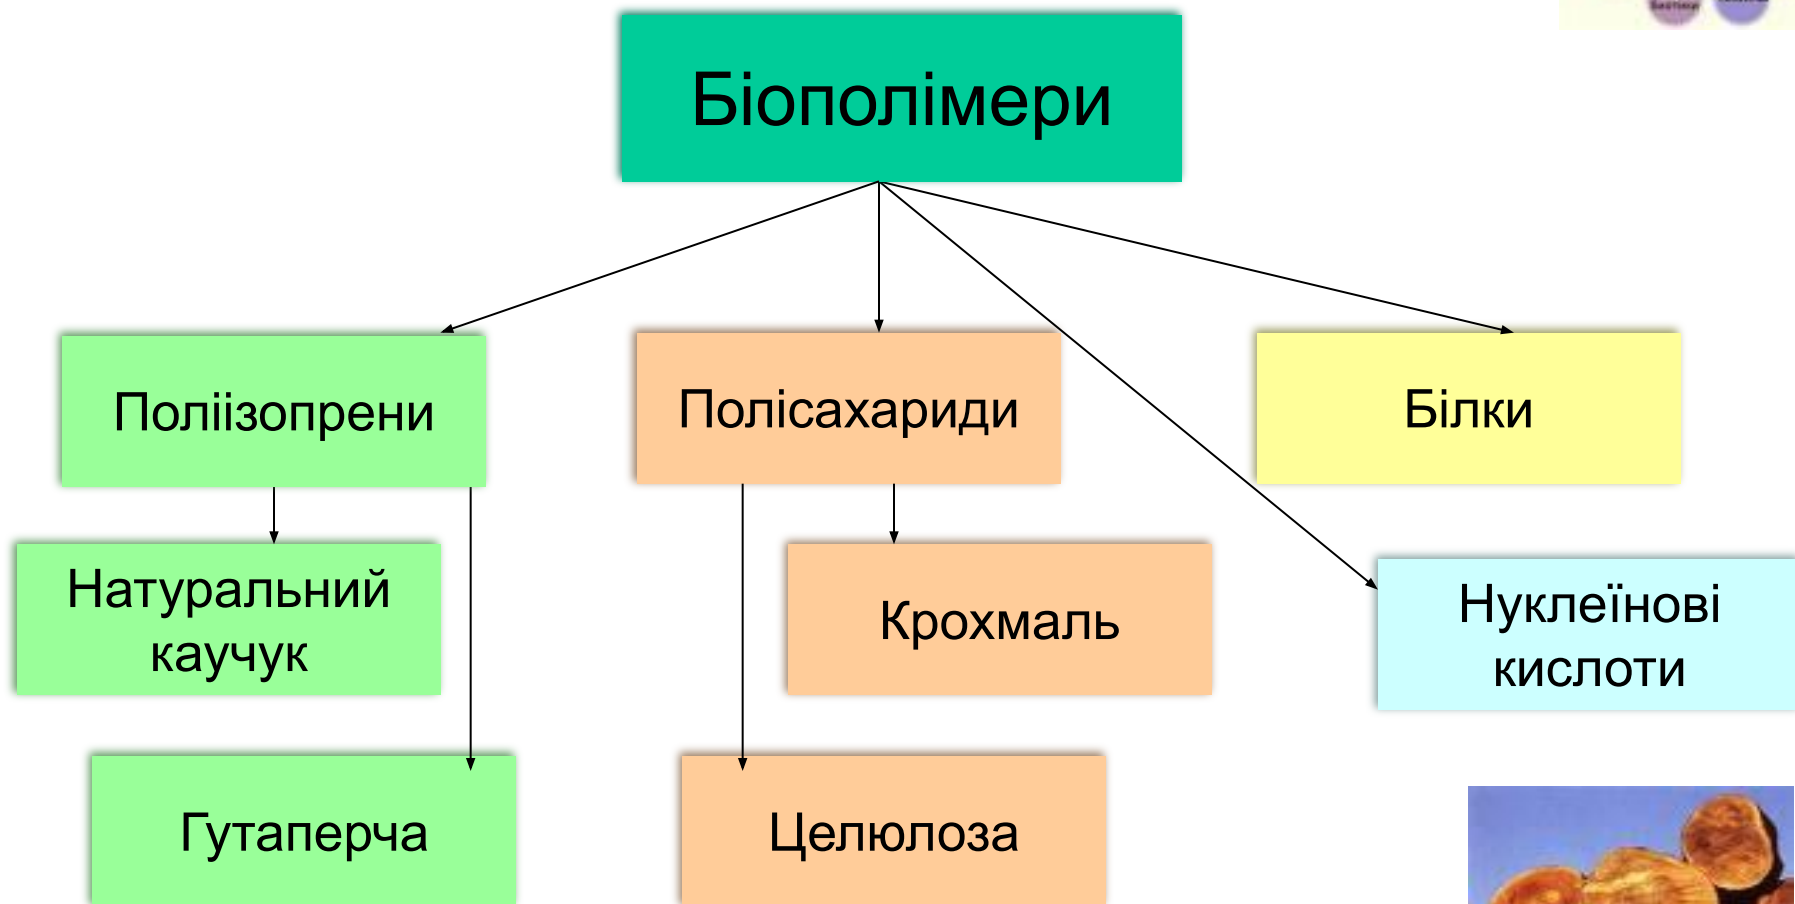 Біополімери
Поліізопрени
Полісахариди
Білки
Натуральний
каучук
Крохмаль
Нуклеїнові
кислоти
Гутаперча
Целюлоза